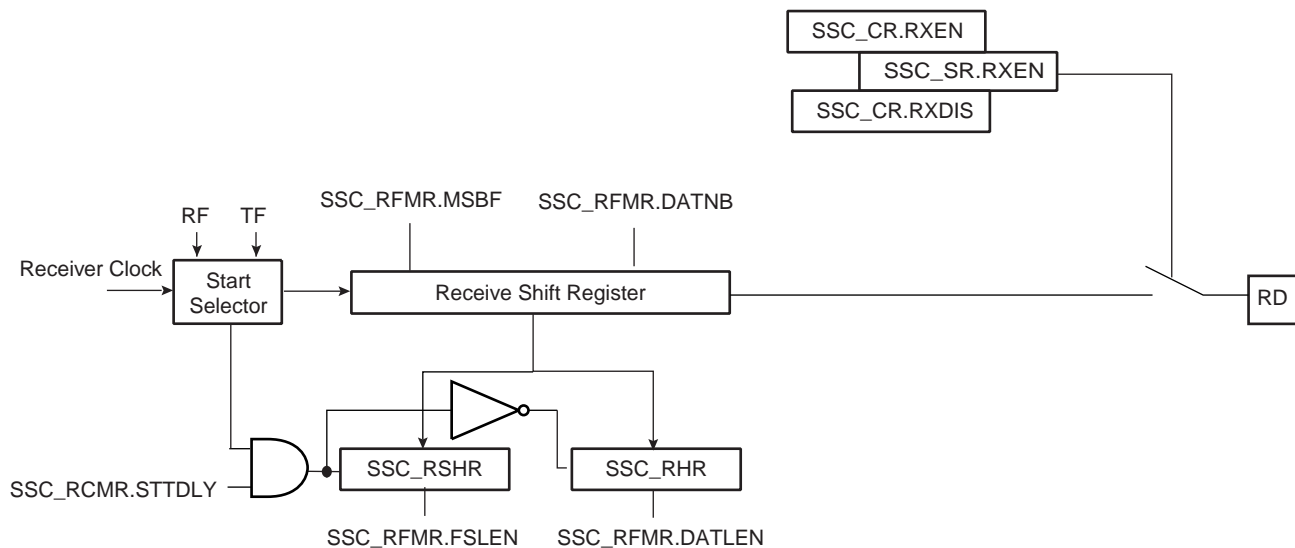 SSC_CR.RXEN
SSC_SR.RXEN
SSC_CR.RXDIS
SSC_RFMR.MSBF
SSC_RFMR.DATNB
RF
TF
Receiver Clock
Start
Selector
Receive Shift Register
RD
SSC_RSHR
SSC_RHR
SSC_RCMR.STTDLY
SSC_RFMR.FSLEN
SSC_RFMR.DATLEN